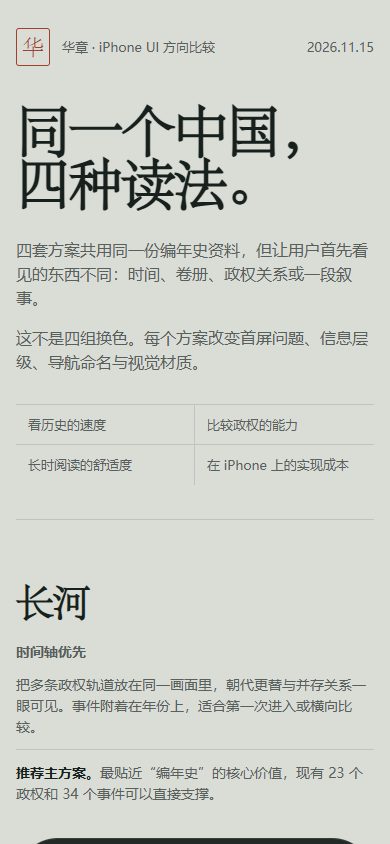 华
华章 · iPhone UI 方向比较
2026.11.15
同一个中国，
四种读法。
四套方案共用同一份编年史资料，但让用户首先看
见的东西不同：时间、卷册、政权关系或一段叙
事。
这不是四组换色。每个方案改变首屏问题、信息层
级、导航命名与视觉材质。
看历史的速度
比较政权的能力
长时阅读的舒适度
在 iPhone 上的实现成本
长河
时间轴优先
把多条政权轨道放在同一画面里，朝代更替与并存关系一
眼可见。事件附着在年份上，适合第一次进入或横向比
较。
推荐主方案。最贴近“编年史”的核心价值，现有 23 个
政权和 34 个事件可以直接支撑。